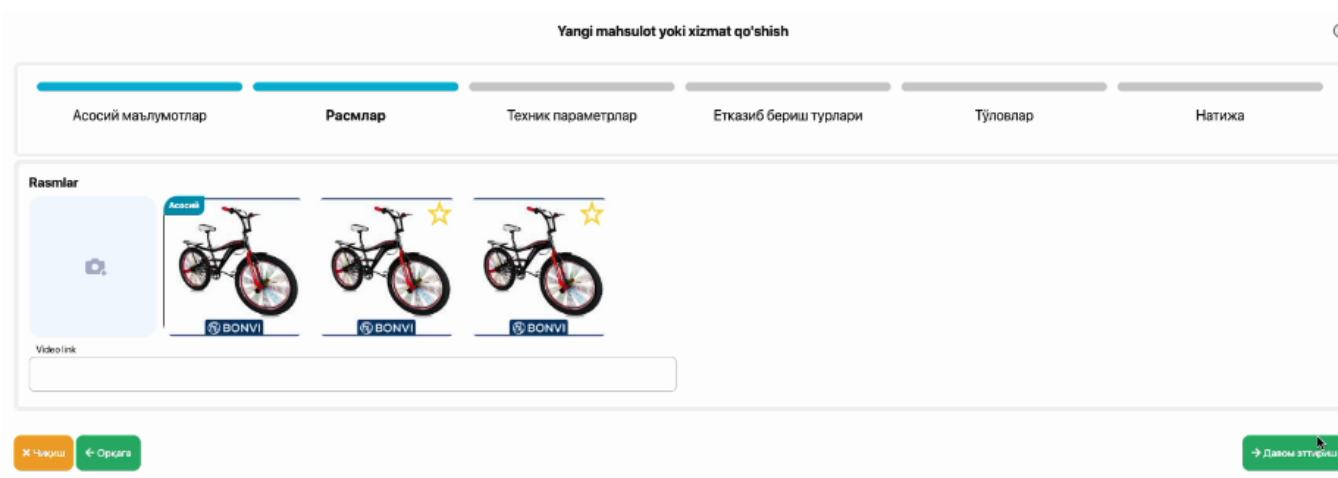 Yangi mahsulot yoki xizmat qo'shish
Асосий маълумотлар
Расмлар
Техник параметрлар
Етказиб бериш турлари
Тўловлар
Натижа
Rasmlar
Асосий
BONVI
BONVI
BONVI
Video link
× Чиқиш
← Орқага
→ Давом эттириш